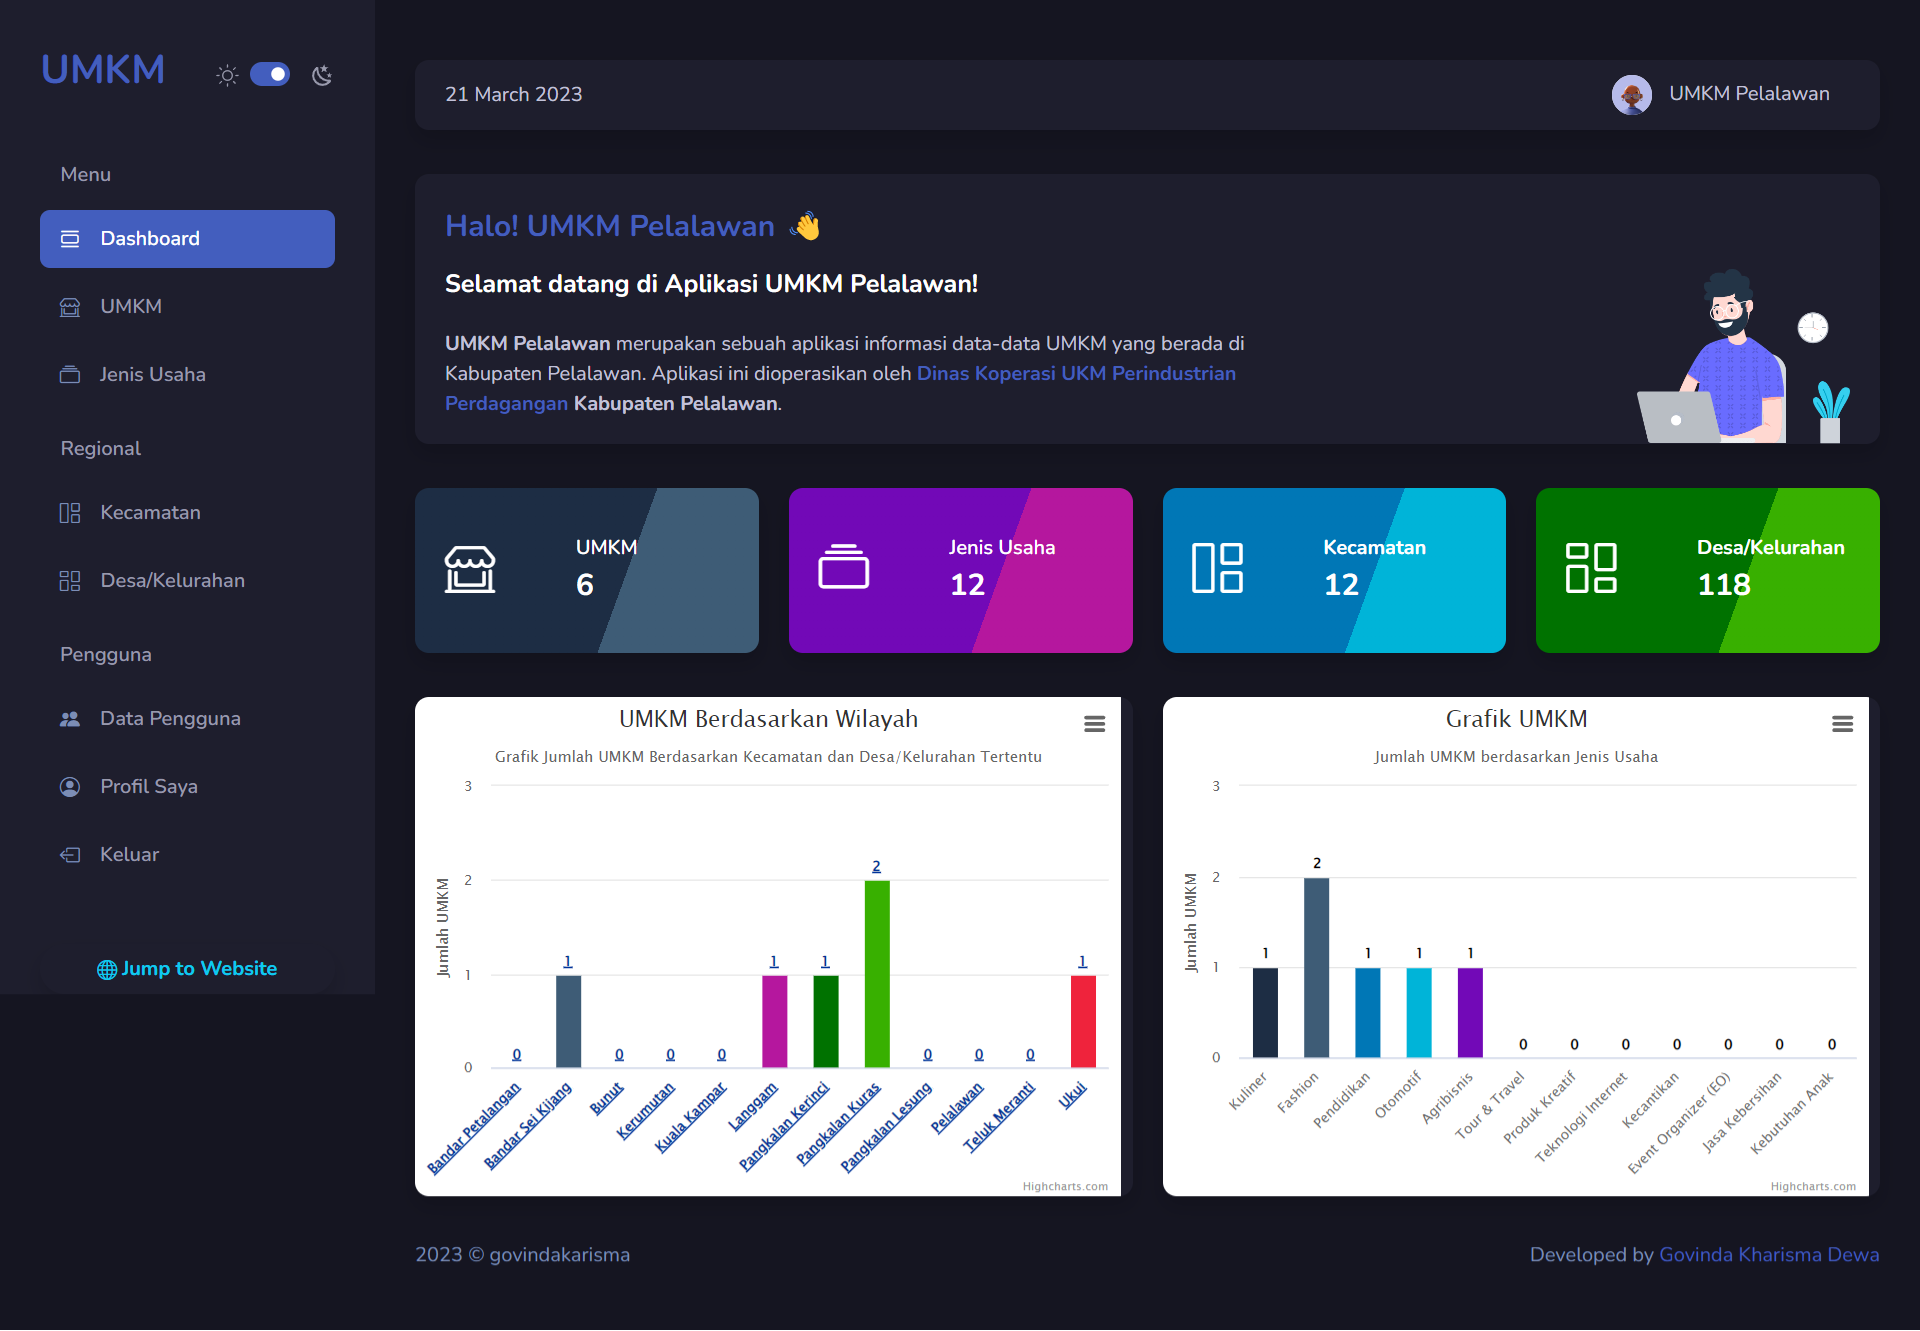 UMKM
Menu
Dashboard
UMKM
Jenis Usaha
Regional
Kecamatan
Desa/Kelurahan
Pengguna
Data Pengguna
Profil Saya
Keluar
Jump to Website
21 March 2023
UMKM Pelalawan
Halo! UMKM Pelalawan 👋
Selamat datang di Aplikasi UMKM Pelalawan!
UMKM Pelalawan merupakan sebuah aplikasi informasi data-data UMKM yang berada di
Kabupaten Pelalawan. Aplikasi ini dioperasikan oleh Dinas Koperasi UKM Perindustrian
Perdagangan Kabupaten Pelalawan.
UMKM
6
Jenis Usaha
12
Kecamatan
12
Desa/Kelurahan
118
UMKM Berdasarkan Wilayah
Grafik Jumlah UMKM Berdasarkan Kecamatan dan Desa/Kelurahan Tertentu
Jumlah UMKM
3
2
1
0
0
1
0
0
0
1
1
2
0
0
0
1
Bandar Petalangan
Bandar Sei Kijang
Bunut
Kerumutan
Kuala Kampar
Langgam
Pangkalan Kerinci
Pangkalan Kuras
Pangkalan Lesung
Pelalawan
Teluk Meranti
Ukui
Highcharts.com
Grafik UMKM
Jumlah UMKM berdasarkan Jenis Usaha
Jumlah UMKM
3
2
1
0
1
2
1
1
1
0
0
0
0
0
0
0
Kuliner
Fashion
Pendidikan
Otomotif
Agribisnis
Tour & Travel
Produk Kreatif
Teknologi Internet
Kecantikan
Event Organizer (EO)
Jasa Kebersihan
Kebutuhan Anak
Highcharts.com
2023 © govindakarisma
Developed by Govinda Kharisma Dewa